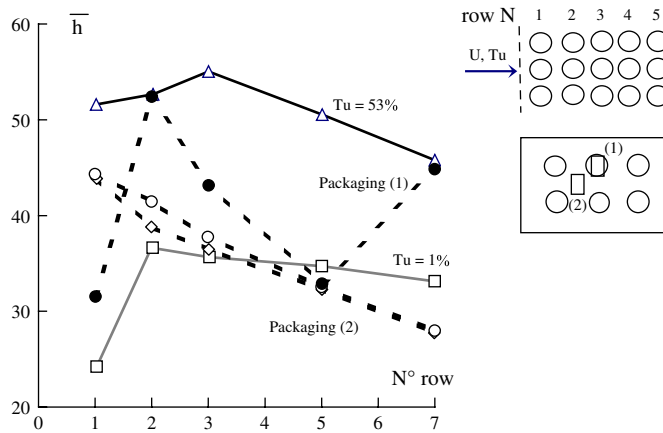 h
60
50
40
30
20
0
1
2
3
4
5
6
7
Tu = 53%
Packaging (1)
Tu = 1%
Packaging (2)
N° row
row N
1 2 3 4 5
U, Tu
(1)
(2)